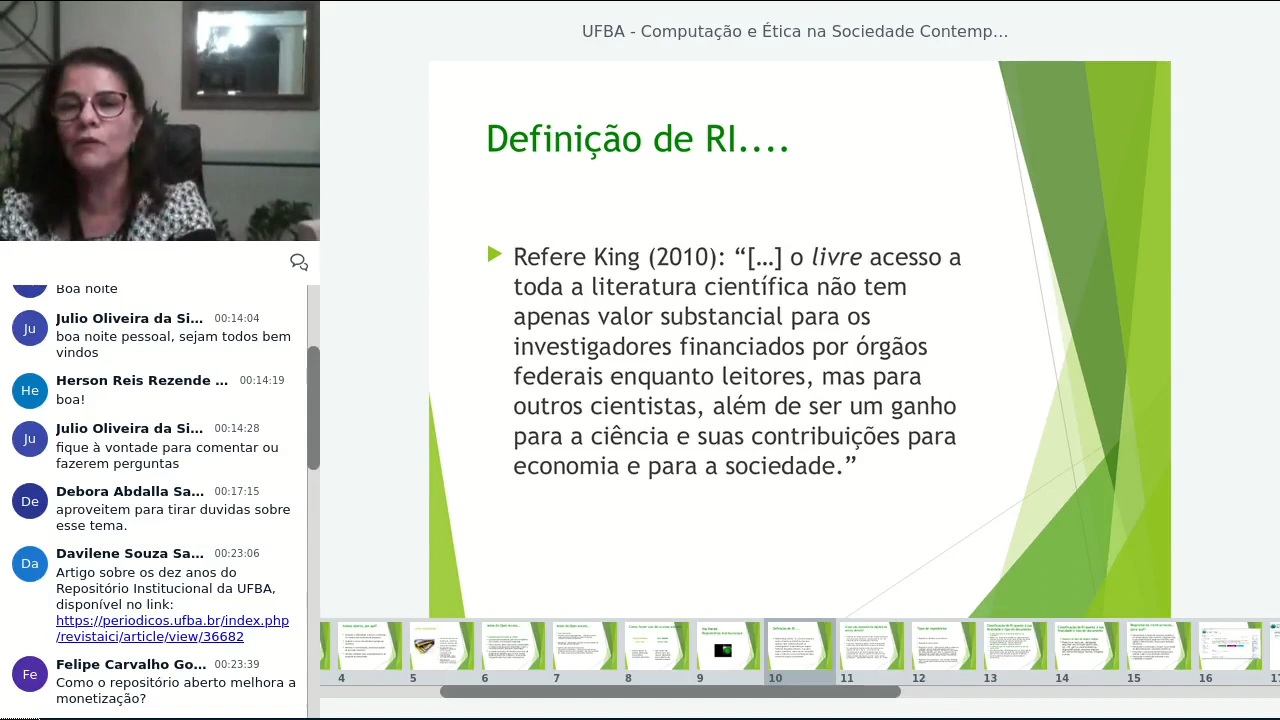 UFBA - Computação e Ética na Sociedade Contemp...
Definição de RI....
Refere King (2010): “[…] o livre acesso a
toda a literatura científica não tem
apenas valor substancial para os
investigadores financiados por órgãos
federais enquanto leitores, mas para
outros cientistas, além de ser um ganho
para a ciência e suas contribuições para
economia e para a sociedade.”
Boa noite
Ju
Julio Oliveira da Si... 00:14:04
boa noite pessoal, sejam todos bem
vindos
He
Herson Reis Rezende ... 00:14:19
boa!
Ju
Julio Oliveira da Si... 00:14:28
fique à vontade para comentar ou
fazerem perguntas
De
Debora Abdalla Sa... 00:17:15
aproveitem para tirar duvidas sobre
esse tema.
Da
Davilene Souza Sa... 00:23:06
Artigo sobre os dez anos do
Repositório Institucional da UFBA,
disponível no link:
https://periodicos.ufba.br/index.php
/revistaici/article/view/36682
Fe
Felipe Carvalho Go... 00:23:39
Como o repositório aberto melhora a
monetização?
4 5 6 7 8 9 10 11 12 13 14 15 16